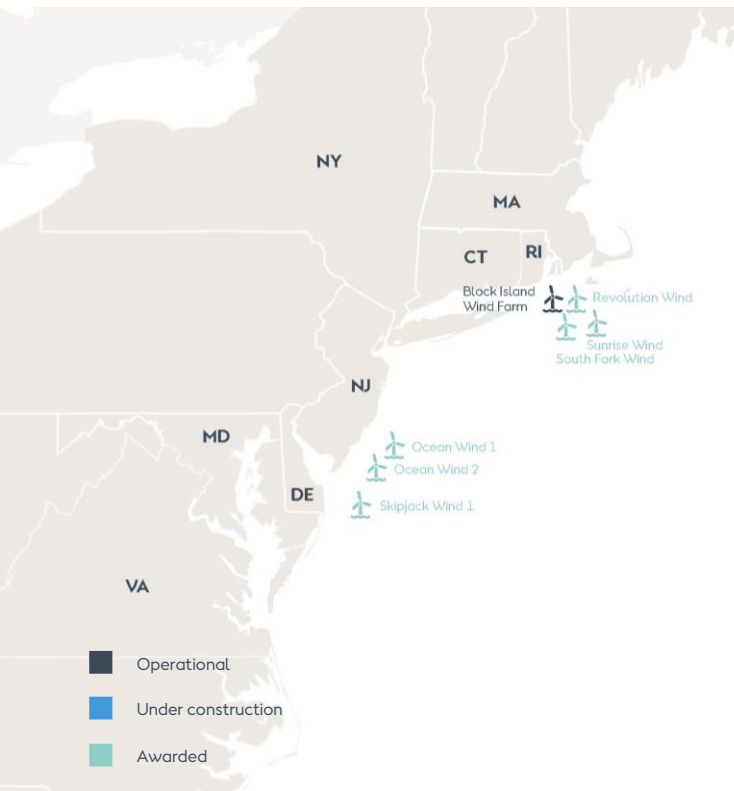 NY
MA
CT
RI
Block Island
Wind Farm
Revolution Wind
Sunrise Wind
South Fork Wind
NJ
MD
Ocean Wind 1
Ocean Wind 2
DE
Skipjack Wind 1
VA
Operational
Under construction
Awarded